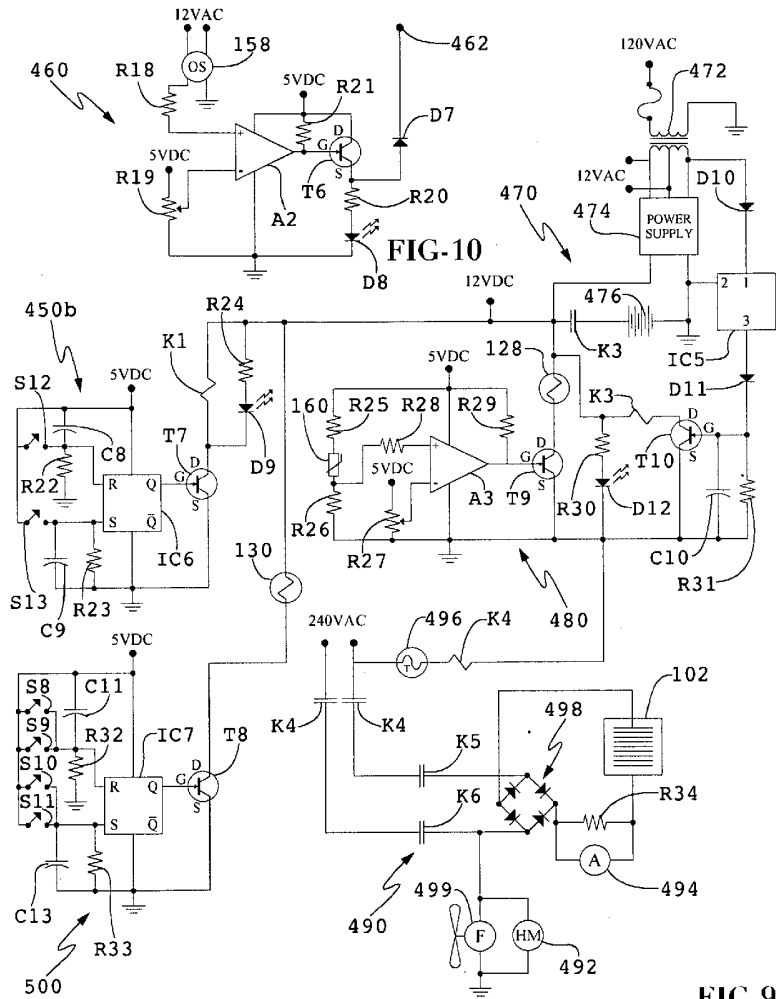 12VAC
158
OS
462
460
R18
5VDC
R21
120VAC
472
D
G
D7
+
-
5VDC
T6
S
R19
A2
R20
12VAC
D10
474
POWER SUPPLY
FIG-10
470
D8
12VDC
2 1
3
476
IC5
450b
K1
R24
K3
128
S12
5VDC
5VDC
D11
R25
R28
R29
K3
C8
D9
160
D
T10
G
S
T7
D
G
S
R22
R Q
5VDC
+
-
D
G
S
R30
T9
A3
D12
R26
S Q̅
R27
C10
R31
IC6
130
S13
R23
C9
480
240VAC
496
K4
T
5VDC
498
102
S8
C11
K4
K4
S9
R32
IC7
T8
K5
S10
D
G
S
R Q
S11
K6
R34
S Q̅
A
494
C13
R33
490
499
F
HM
492
500
FIG 9